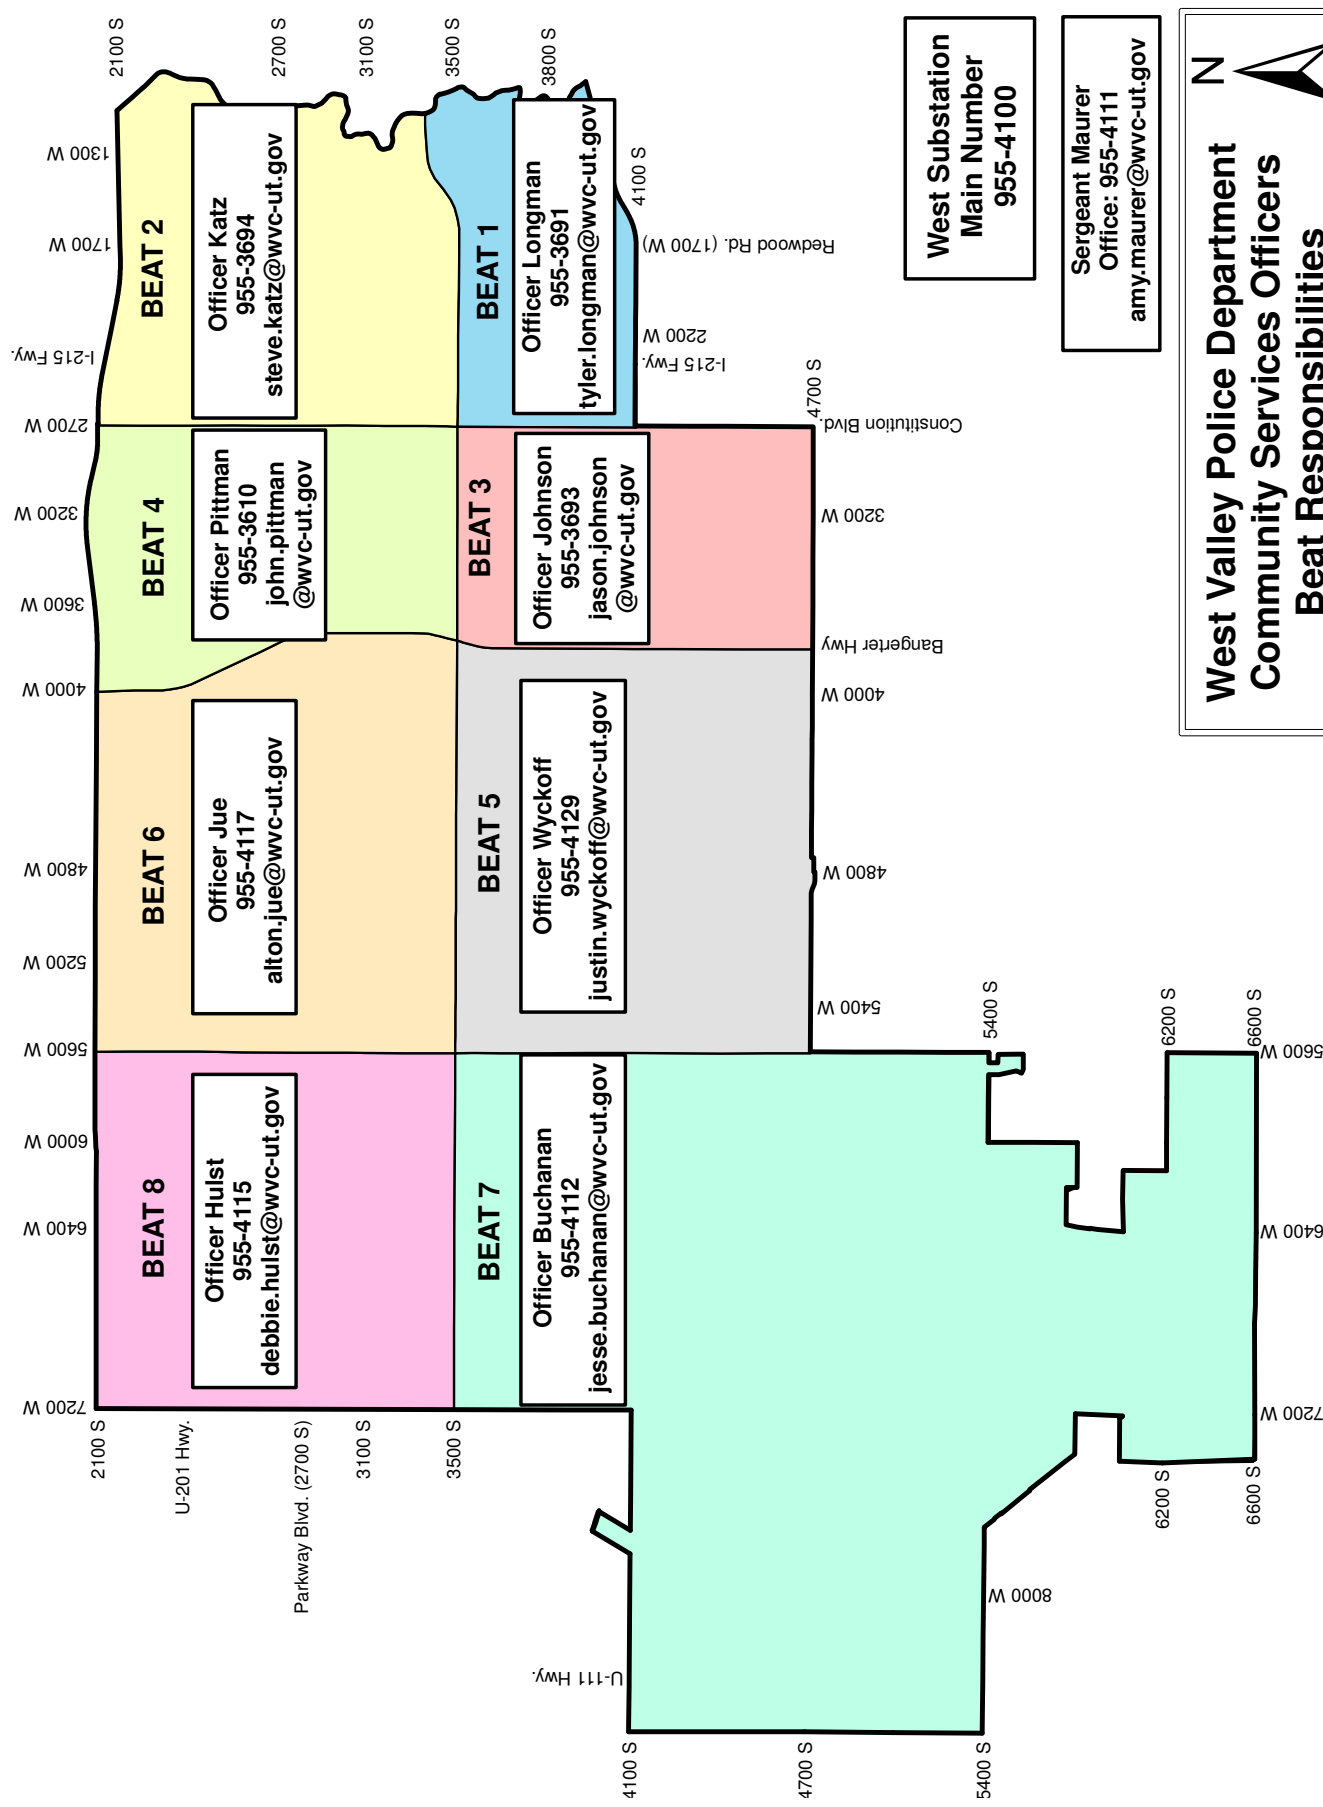 2100 S
2700 S
3100 S
3500 S
3800 S
4100 S
4700 S
5400 S
6200 S
6600 S
1300 W
1700 W
I-215 Fwy.
2700 W
3200 W
3600 W
4000 W
4800 W
5200 W
5600 W
6000 W
6400 W
7200 W
BEAT 2
Officer Katz
955-3694
steve.katz@wvc-ut.gov
BEAT 1
Officer Longman
955-3691
tyler.longman@wvc-ut.gov
BEAT 4
Officer Pittman
955-3610
john.pittman
@wvc-ut.gov
BEAT 3
Officer Johnson
955-3693
jason.johnson
@wvc-ut.gov
BEAT 6
Officer Jue
955-4117
alton.jue@wvc-ut.gov
BEAT 5
Officer Wyckoff
955-4129
justin.wyckoff@wvc-ut.gov
BEAT 8
Officer Hulst
955-4115
debbie.hulst@wvc-ut.gov
BEAT 7
Officer Buchanan
955-4112
jesse.buchanan@wvc-ut.gov
Redwood Rd. (1700 W)
2200 W
I-215 Fwy.
Constitution Blvd.
3200 W
Bangerter Hwy
4000 W
4800 W
5400 W
5600 W
6400 W
7200 W
8000 W
U-111 Hwy.
2100 S
U-201 Hwy.
Parkway Blvd. (2700 S)
3100 S
3500 S
4100 S
4700 S
5400 S
6200 S
6600 S
West Substation
Main Number
955-4100
Sergeant Maurer
Office: 955-4111
amy.maurer@wvc-ut.gov
N
West Valley Police Department
Community Services Officers
Beat Responsibilities